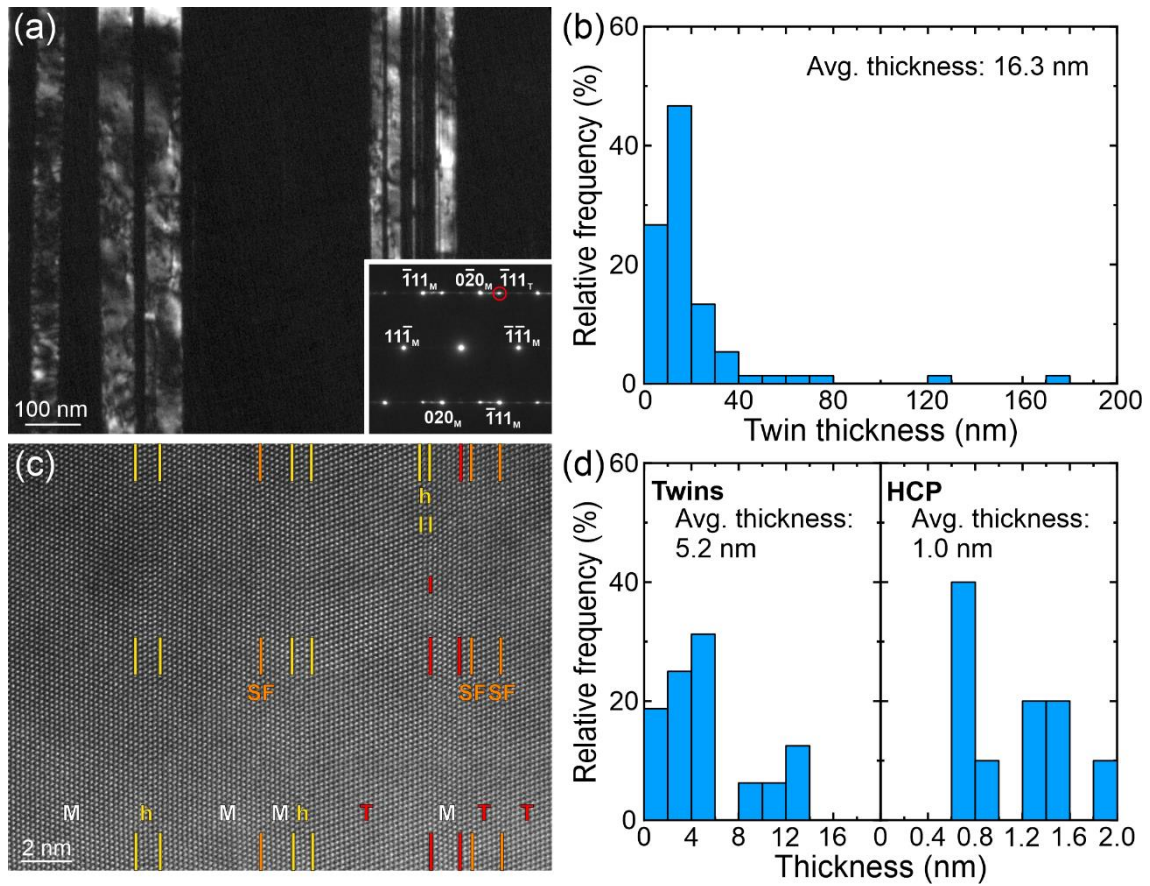 (a)
1̅11M 02̅0M 1̅11T
111̅M 1̅1̅1M
020M 1̅11M
100 nm
(b)
60
40
20
0
Relative frequency (%)
Avg. thickness: 16.3 nm
0 40 80 120 160 200
Twin thickness (nm)
(c)
h
SF SF SF
M h M M h T M T T
2 nm
(d)
60
40
20
0
Relative frequency (%)
Twins
Avg. thickness:
5.2 nm
HCP
Avg. thickness:
1.0 nm
0 4 8 12 16 0 0.4 0.8 1.2 1.6 2.0
Thickness (nm)